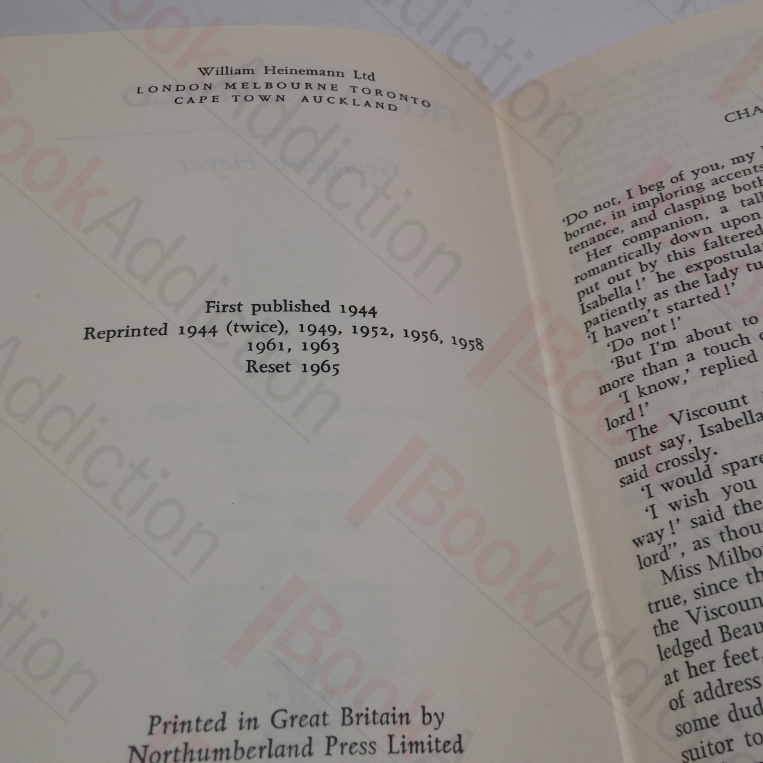 William Heinemann Ltd
LONDON MELBOURNE TORONTO
CAPE TOWN AUCKLAND
First published 1944
Reprinted 1944 (twice), 1949, 1952, 1956, 1958
1961, 1963
Reset 1965
Printed in Great Britain by
Northumberland Press Limited
CHA
'Do not, I beg of you, my
borne, in imploring accents
tenance, and clasping both
Her companion, a tall
romantically down upon
put out by this faltered
Isabella!' he expostula
patiently as the lady tu
'I haven't started!'
'Do not!'
'But I'm about to
more than a touch
'I know,' replied
lord!'
The Viscount
must say, Isabella
said crossly.
'I would spare
'I wish you
way!' said the
lord", as thou
Miss Milbo
true, since th
the Viscoun
ledged Beau
at her feet,
of address
some dud
suitor to
BookAddiction
BookAddiction
BookAddiction
BookAddiction